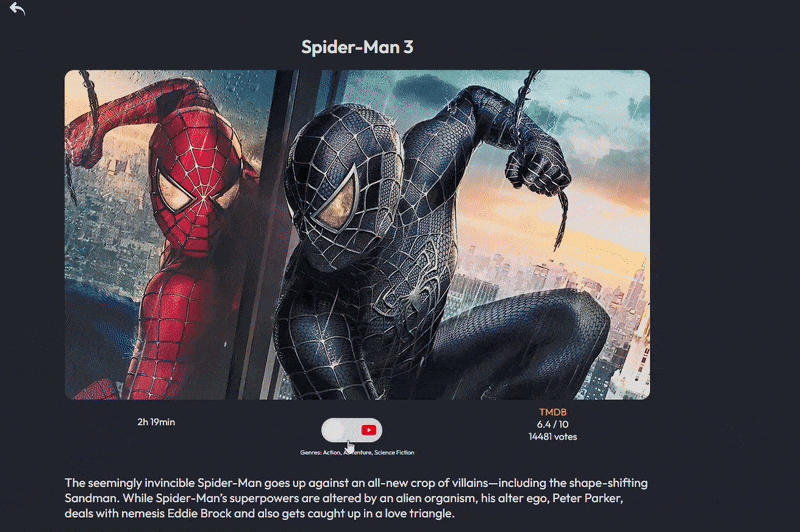 Spider-Man 3
2h 19min
TMDB
6.4 / 10
14481 votes
Genres: Action, Adventure, Science Fiction
The seemingly invincible Spider-Man goes up against an all-new crop of villains—including the shape-shifting
Sandman. While Spider-Man's superpowers are altered by an alien organism, his alter ego, Peter Parker,
deals with nemesis Eddie Brock and also gets caught up in a love triangle.